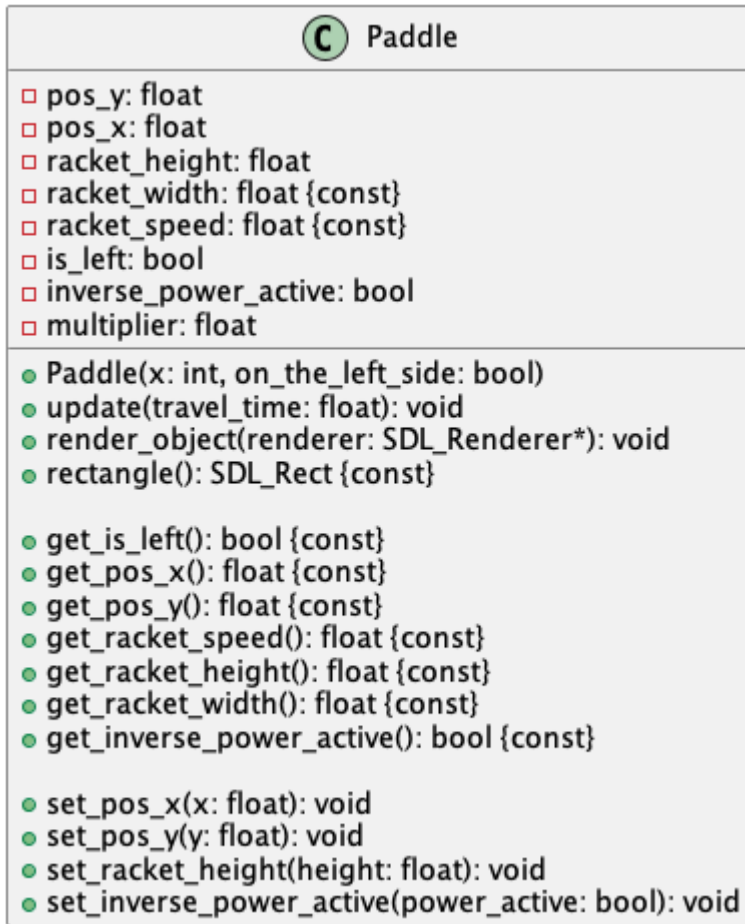 C Paddle
pos_y: float
pos_x: float
racket_height: float
racket_width: float {const}
racket_speed: float {const}
is_left: bool
inverse_power_active: bool
multiplier: float
Paddle(x: int, on_the_left_side: bool)
update(travel_time: float): void
render_object(renderer: SDL_Renderer*): void
rectangle(): SDL_Rect {const}
get_is_left(): bool {const}
get_pos_x(): float {const}
get_pos_y(): float {const}
get_racket_speed(): float {const}
get_racket_height(): float {const}
get_racket_width(): float {const}
get_inverse_power_active(): bool {const}
set_pos_x(x: float): void
set_pos_y(y: float): void
set_racket_height(height: float): void
set_inverse_power_active(power_active: bool): void